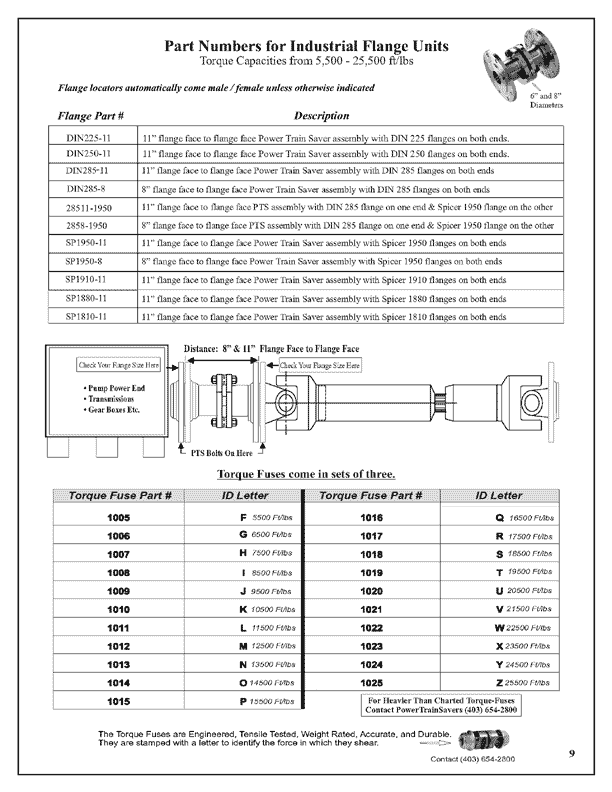 Part Numbers for Industrial Flange Units
Torque Capacities from 5,500 - 25,500 ft/lbs
6" and 8"
Diameters
Flange locators automatically come male / female unless otherwise indicated
Flange Part # Description
DIN225-11 11" flange face to flange face Power Train Saver assembly with DIN 225 flanges on both ends.
DIN250-11 11" flange face to flange face Power Train Saver assembly with DIN 250 flanges on both ends.
DIN285-11 11" flange face to flange face Power Train Saver assembly with DIN 285 flanges on both ends
DIN285-8 8" flange face to flange face Power Train Saver assembly with DIN 285 flanges on both ends
28511-1950 11" flange face to flange face PTS assembly with DIN 285 flange on one end & Spicer 1950 flange on the other
2858-1950 8" flange face to flange face PTS assembly with DIN 285 flange on one end & Spicer 1950 flange on the other
SP1950-11 11" flange face to flange face Power Train Saver assembly with Spicer 1950 flanges on both ends
SP1950-8 8" flange face to flange face Power Train Saver assembly with Spicer 1950 flanges on both ends
SP1910-11 11" flange face to flange face Power Train Saver assembly with Spicer 1910 flanges on both ends
SP1880-11 11" flange face to flange face Power Train Saver assembly with Spicer 1880 flanges on both ends
SP1810-11 11" flange face to flange face Power Train Saver assembly with Spicer 1810 flanges on both ends
Distance: 8" & 11" Flange Face to Flange Face
Check Your Flange Size Here
Check Your Flange Size Here
• Pump Power End
• Transmissions
• Gear Boxes Etc.
PTS Bolts On Here
Torque Fuses come in sets of three.
Torque Fuse Part # ID Letter Torque Fuse Part # ID Letter
1005 F 5500 Ft/lbs 1016 Q 16500 Ft/lbs
1006 G 6500 Ft/lbs 1017 R 17500 Ft/lbs
1007 H 7500 Ft/lbs 1018 S 18500 Ft/lbs
1008 I 8500 Ft/lbs 1019 T 19500 Ft/lbs
1009 J 9500 Ft/lbs 1020 U 20500 Ft/lbs
1010 K 10500 Ft/lbs 1021 V 21500 Ft/lbs
1011 L 11500 Ft/lbs 1022 W 22500 Ft/lbs
1012 M 12500 Ft/lbs 1023 X 23500 Ft/lbs
1013 N 13500 Ft/lbs 1024 Y 24500 Ft/lbs
1014 O 14500 Ft/lbs 1025 Z 25500 Ft/lbs
1015 P 15500 Ft/lbs
For Heavier Than Charted Torque-Fuses
Contact PowerTrainSavers (403) 654-2800
The Torque Fuses are Engineered, Tensile Tested, Weight Rated, Accurate, and Durable.
They are stamped with a letter to identify the force in which they shear.
Contact (403) 654-2800
9